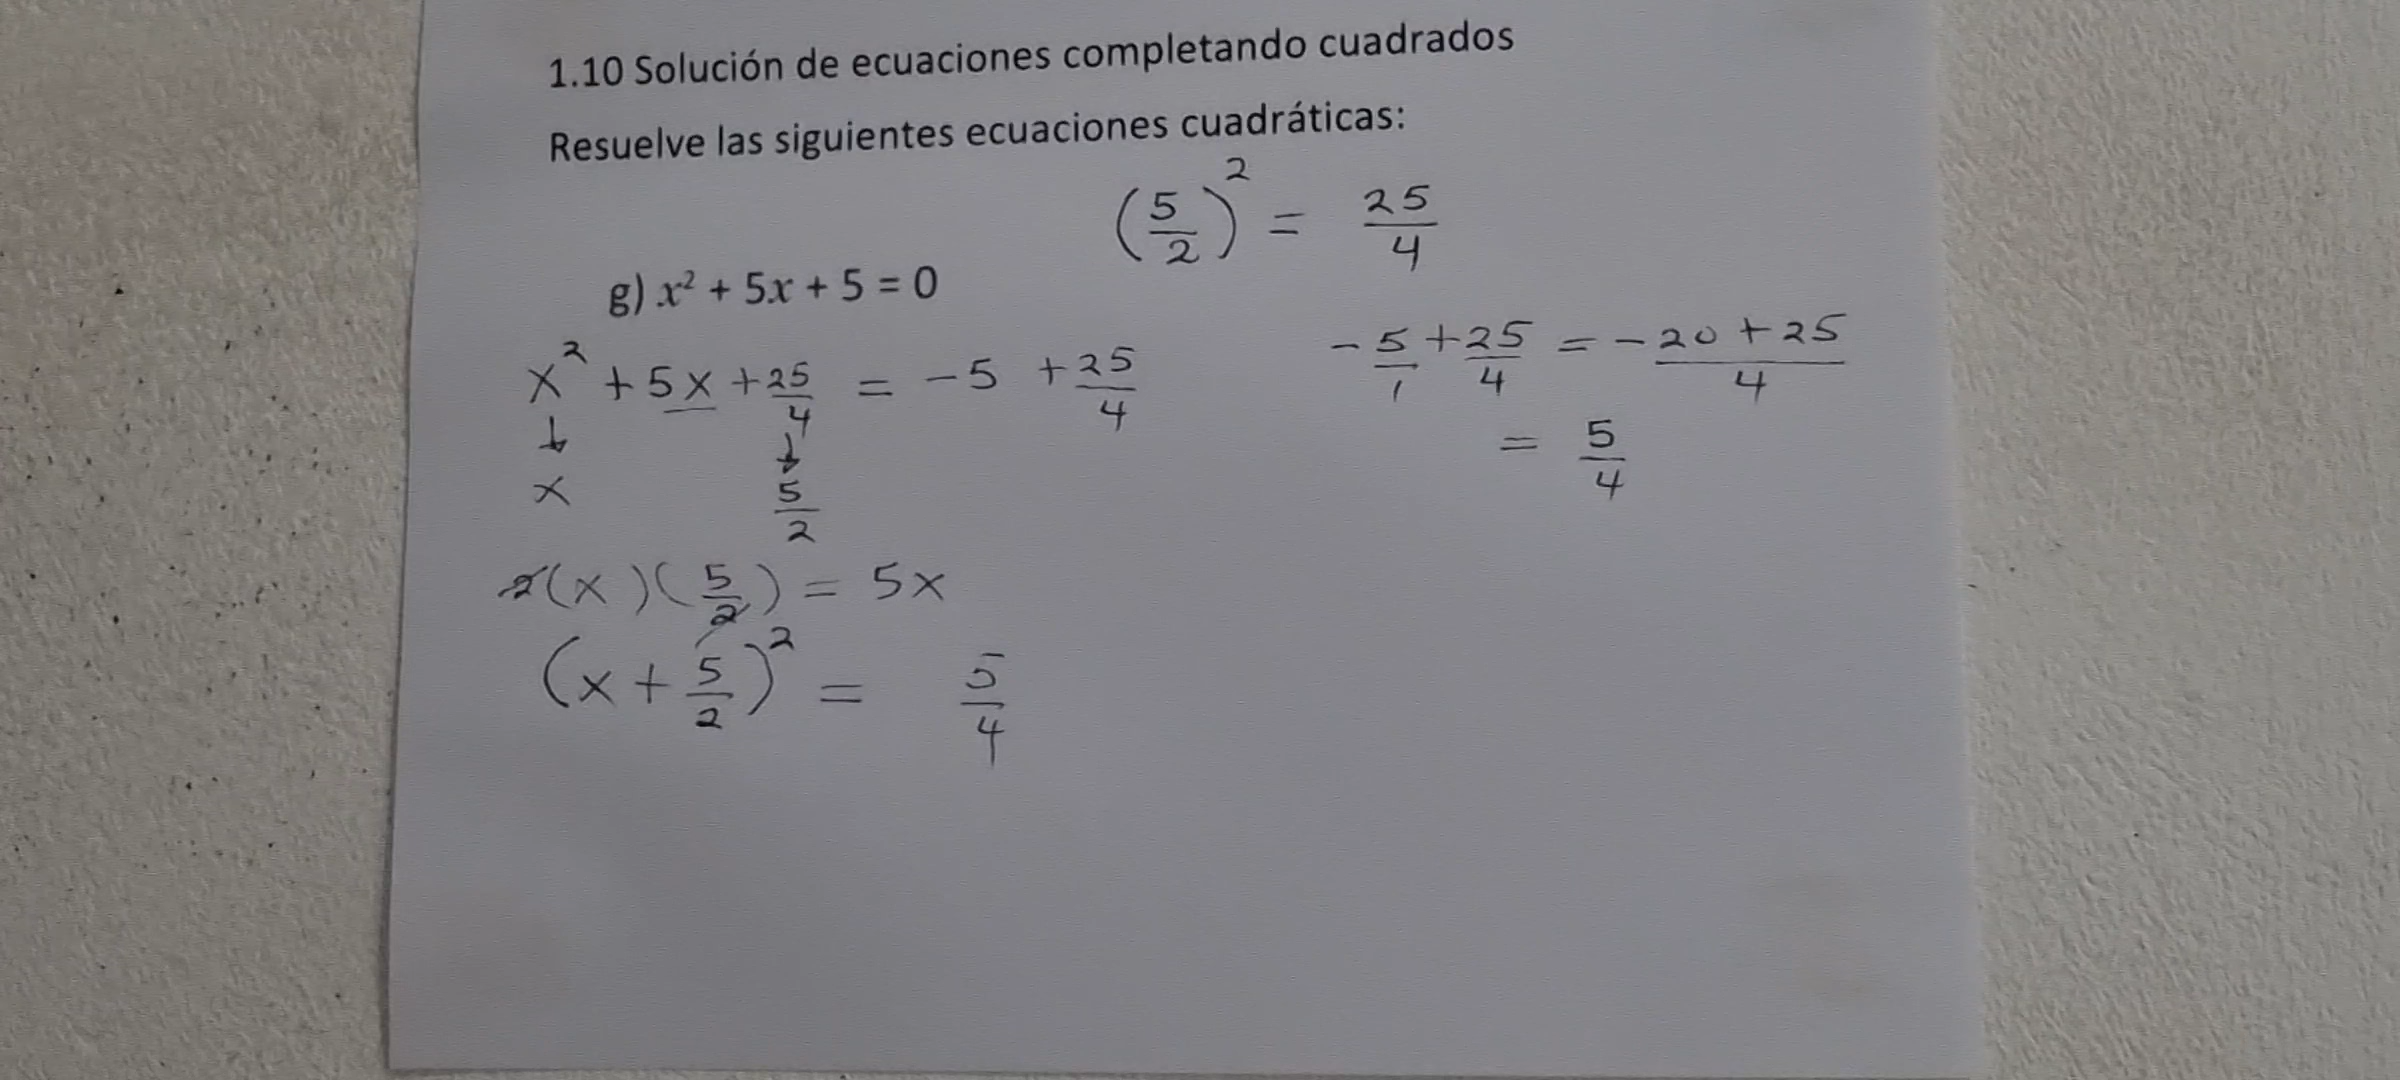 1.10 Solución de ecuaciones completando cuadrados
Resuelve las siguientes ecuaciones cuadráticas:
(5/2)² = 25/4
g) x² + 5x + 5 = 0
x² + 5x + 25/4 = -5 + 25/4
-5/1 + 25/4 = -20 + 25/4
= 5/4
x 5/2
2(x)(5/2) = 5x
(x + 5/2)² = 5/4